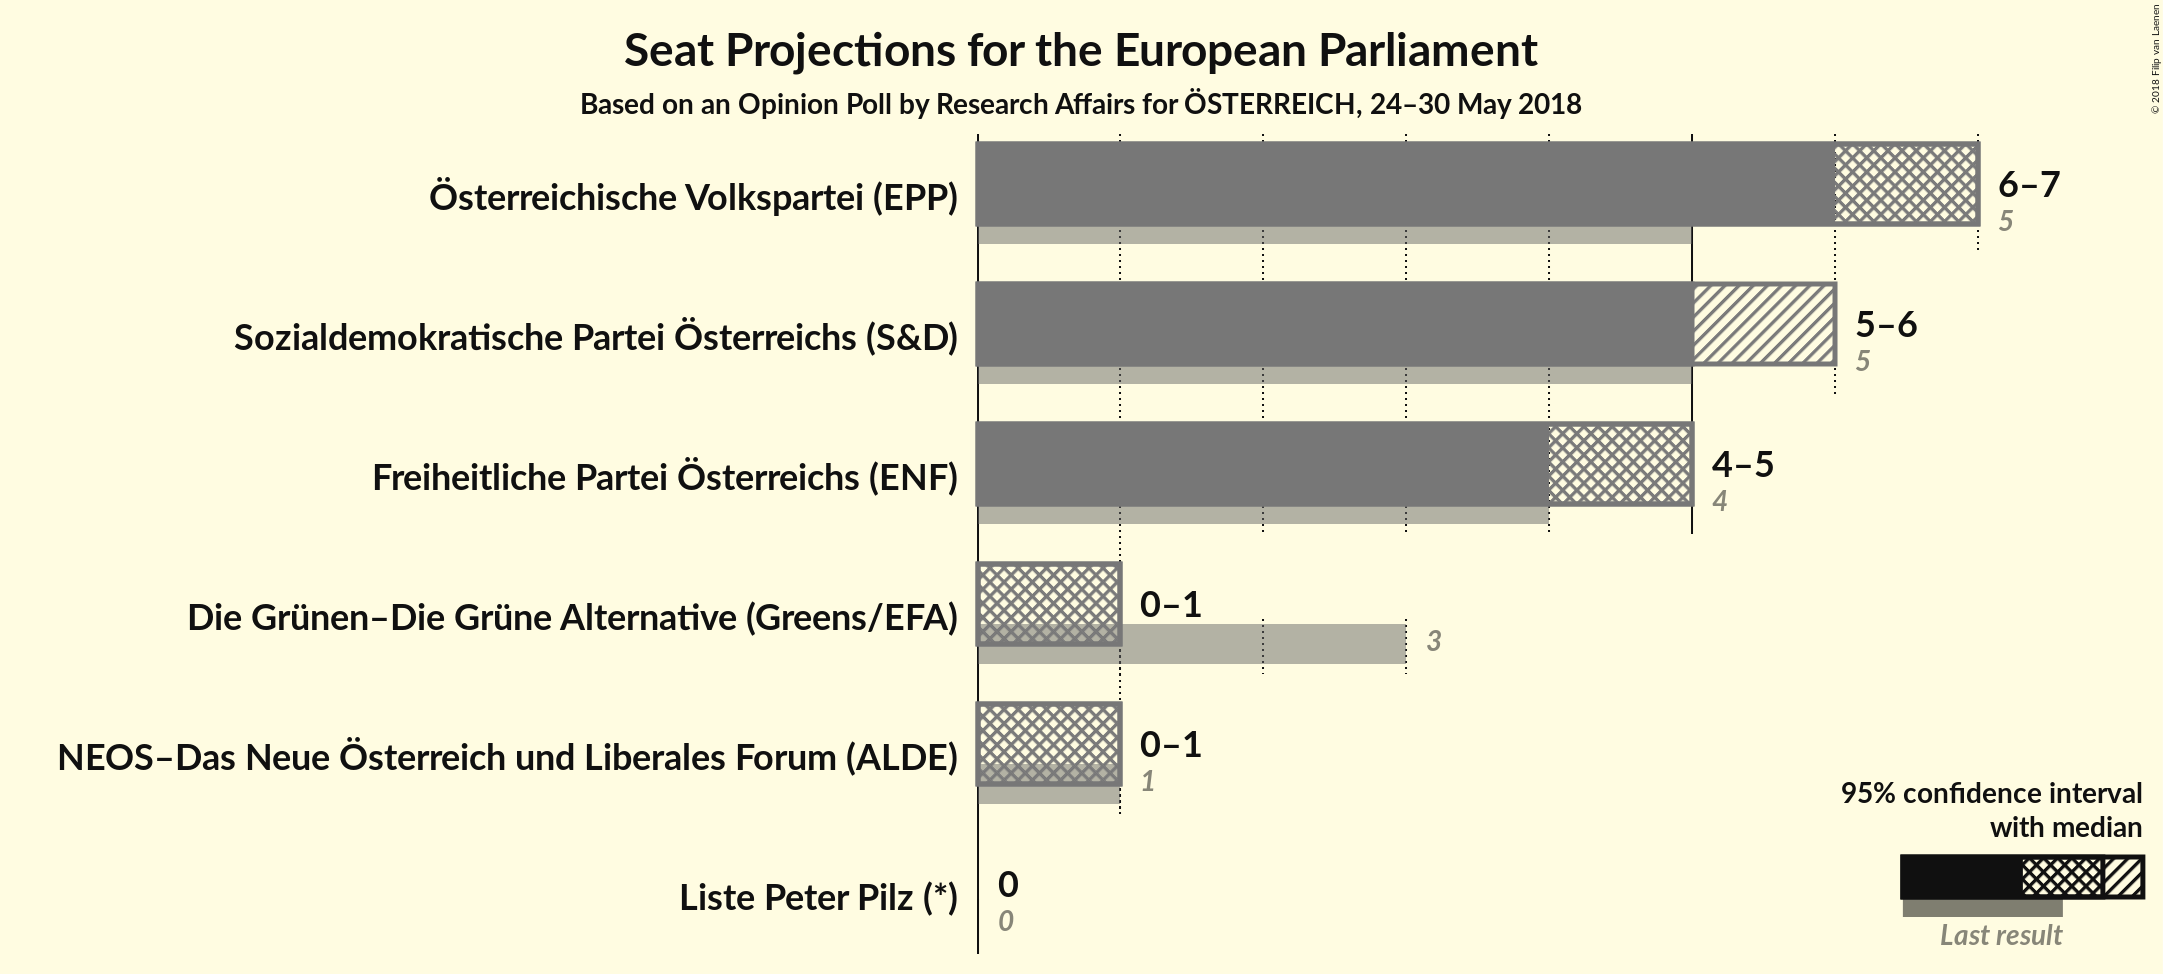 Seat Projections for the European Parliament
Based on an Opinion Poll by Research Affairs for ÖSTERREICH, 24–30 May 2018
© 2018 Filip van Laenen
Österreichische Volkspartei (EPP)
6–7
5
Sozialdemokratische Partei Österreichs (S&D)
5–6
5
Freiheitliche Partei Österreichs (ENF)
4–5
4
Die Grünen–Die Grüne Alternative (Greens/EFA)
0–1
3
NEOS–Das Neue Österreich und Liberales Forum (ALDE)
0–1
1
Liste Peter Pilz (*)
0
0
95% confidence interval
with median
Last result